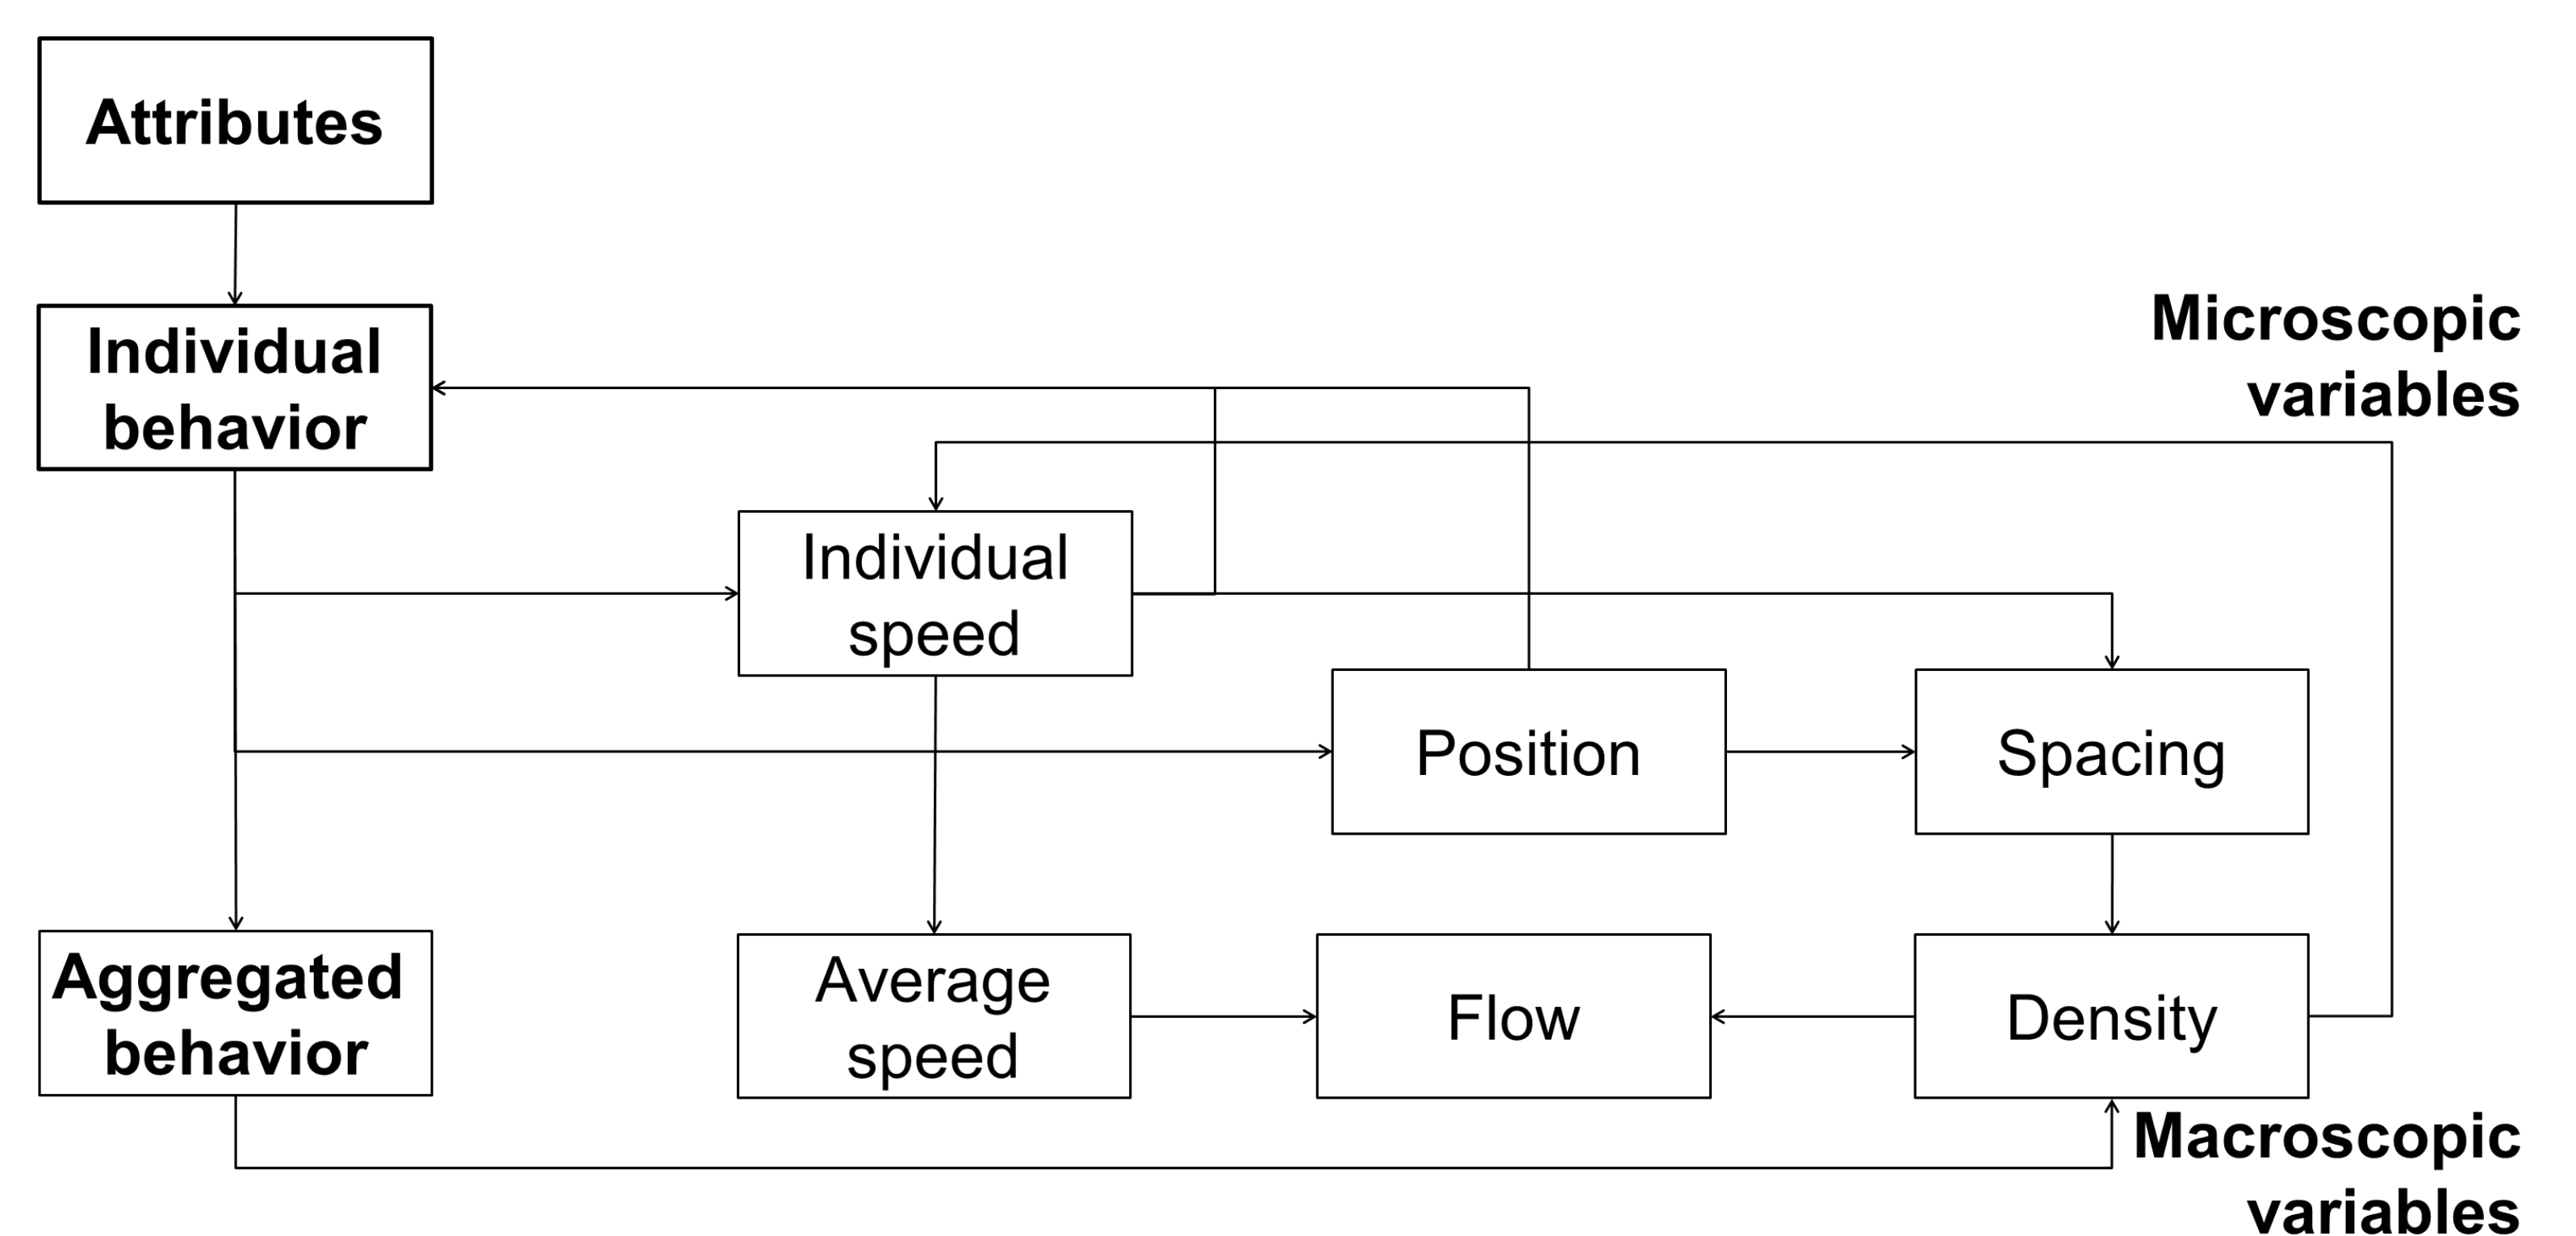 Attributes
Individual
behavior
Microscopic
variables
Individual
speed
Position
Spacing
Aggregated
behavior
Average
speed
Flow
Density
Macroscopic
variables